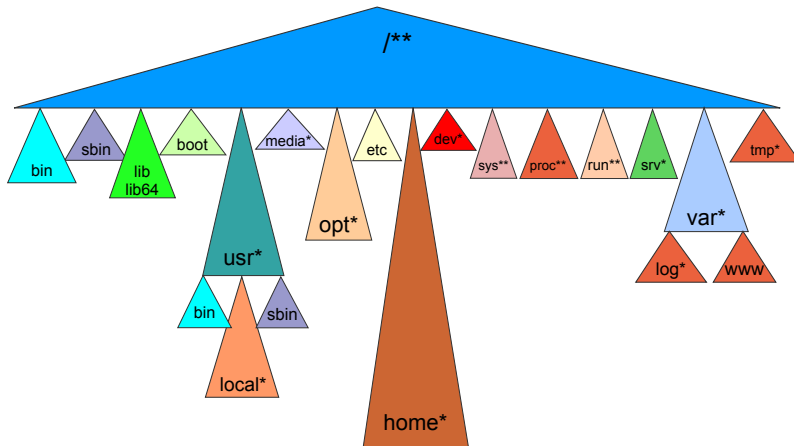 /**
bin
sbin
lib
lib64
boot
usr*
media*
opt*
etc
home*
dev*
sys**
proc**
run**
srv*
var*
tmp*
bin
sbin
local*
log*
www